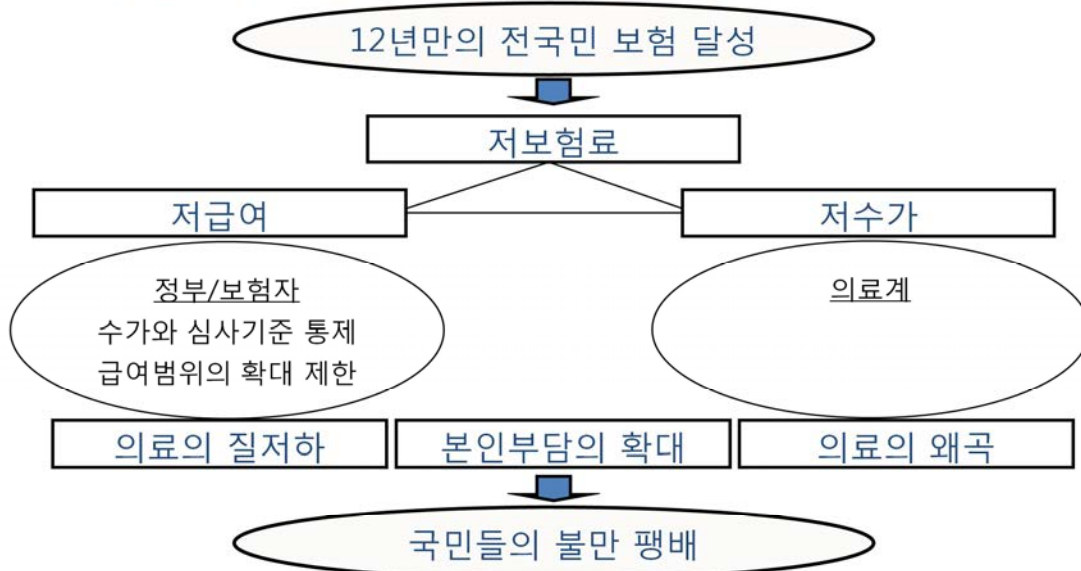 12년만의 전국민 보험 달성
저보험료
저급여
저수가
정부/보험자
수가와 심사기준 통제
급여범위의 확대 제한
의료계
의료의 질저하
본인부담의 확대
의료의 왜곡
국민들의 불만 팽배